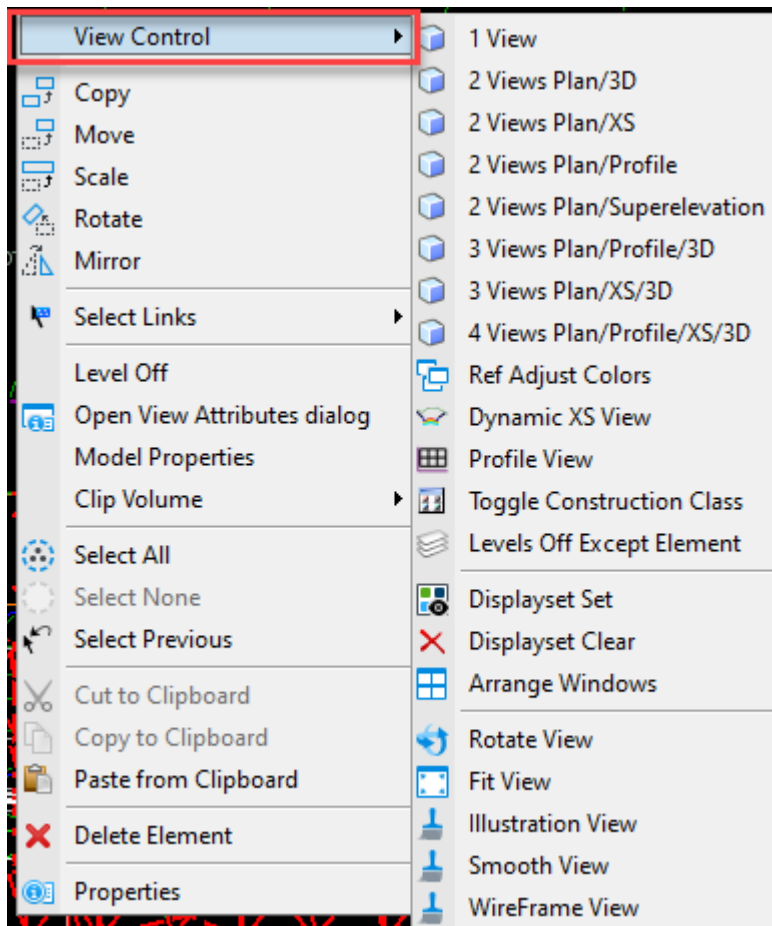 View Control
Copy
Move
Scale
Rotate
Mirror
Select Links
Level Off
Open View Attributes dialog
Model Properties
Clip Volume
Select All
Select None
Select Previous
Cut to Clipboard
Copy to Clipboard
Paste from Clipboard
Delete Element
Properties
1 View
2 Views Plan/3D
2 Views Plan/XS
2 Views Plan/Profile
2 Views Plan/Superelevation
3 Views Plan/Profile/3D
3 Views Plan/XS/3D
4 Views Plan/Profile/XS/3D
Ref Adjust Colors
Dynamic XS View
Profile View
Toggle Construction Class
Levels Off Except Element
Displayset Set
Displayset Clear
Arrange Windows
Rotate View
Fit View
Illustration View
Smooth View
WireFrame View